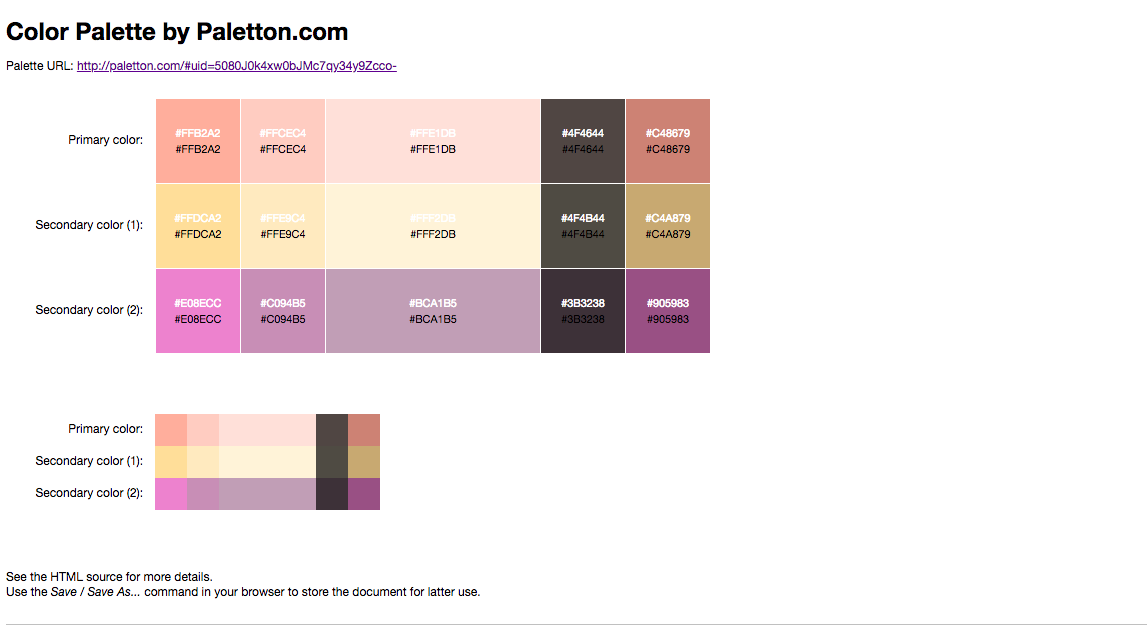 Color Palette by Paletton.com
Palette URL: http://paletton.com/#uid=5080J0k4xw0bJMc7qy34y9Zcco-
#FFB2A2 #FFCEC4 #FFE1DB #4F4644 #C48679
Primary color: #FFB2A2 #FFCEC4 #FFE1DB #4F4644 #C48679
#FFDCA2 #FFE9C4 #FFF2DB #4F4B44 #C4A879
Secondary color (1): #FFDCA2 #FFE9C4 #FFF2DB #4F4B44 #C4A879
#E08ECC #C094B5 #BCA1B5 #3B3238 #905983
Secondary color (2): #E08ECC #C094B5 #BCA1B5 #3B3238 #905983
Primary color:
Secondary color (1):
Secondary color (2):
See the HTML source for more details.
Use the Save / Save As... command in your browser to store the document for latter use.